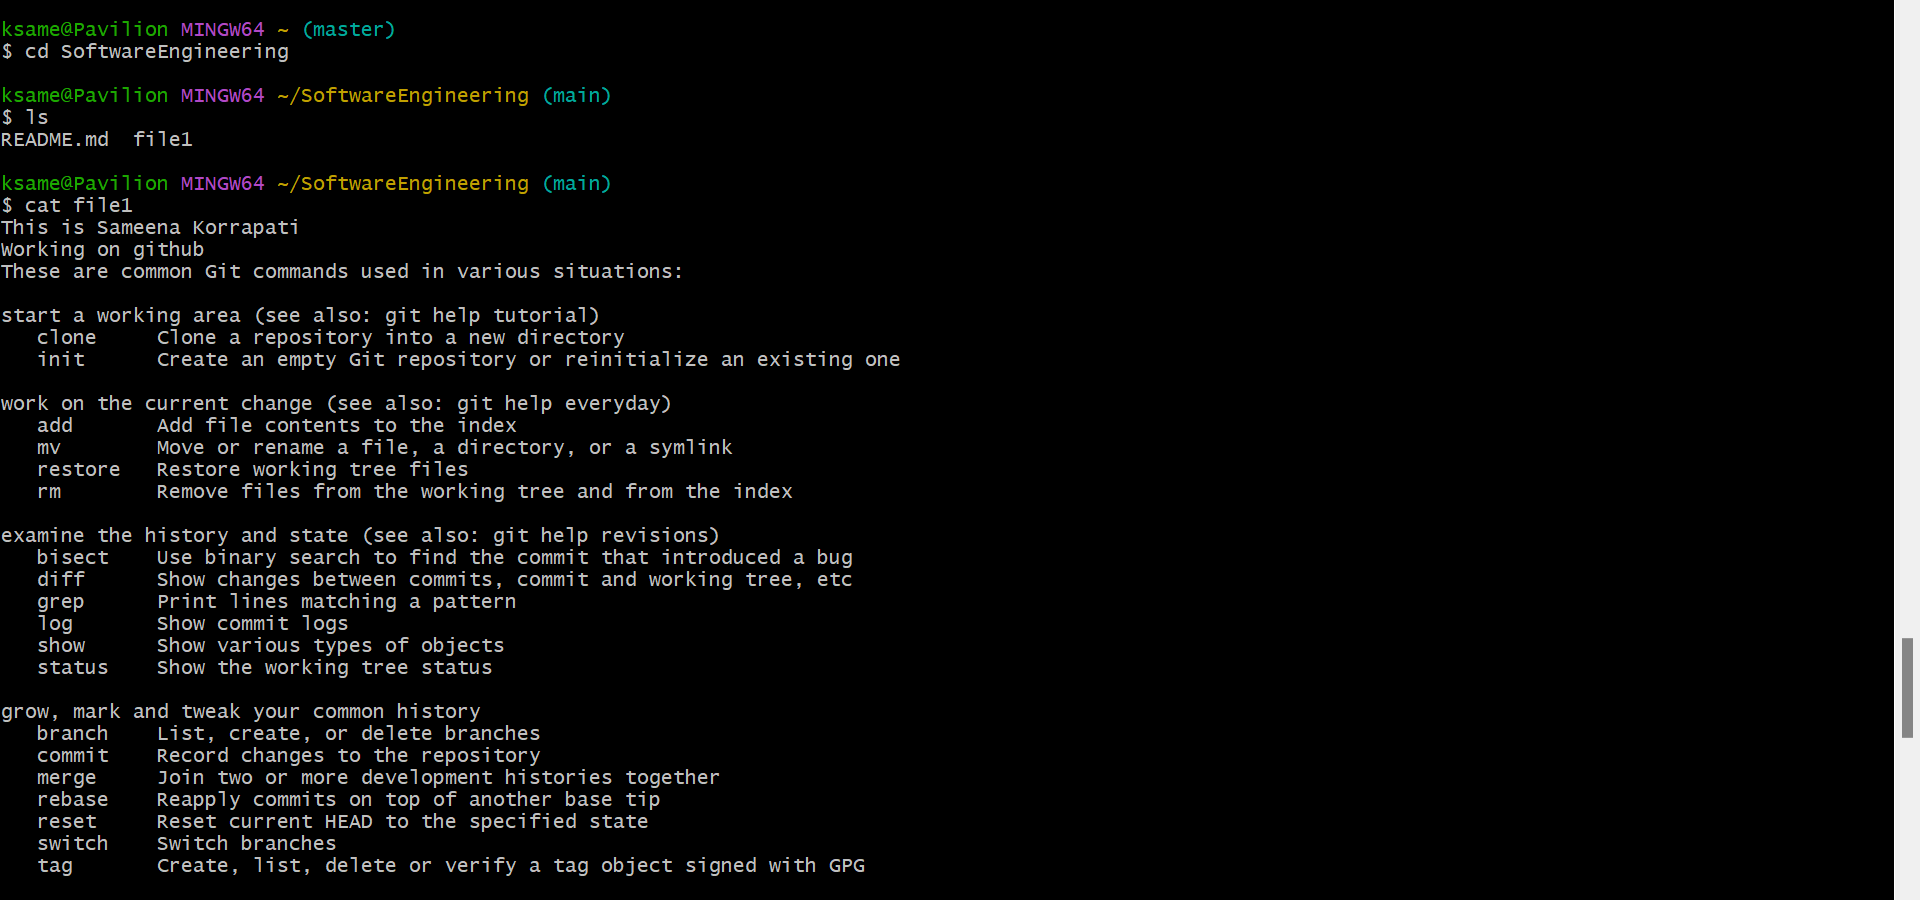 ksame@Pavilion MINGW64 ~ (master)
$ cd SoftwareEngineering
ksame@Pavilion MINGW64 ~/SoftwareEngineering (main)
$ ls
README.md  file1
ksame@Pavilion MINGW64 ~/SoftwareEngineering (main)
$ cat file1
This is Sameena Korrapati
Working on github
These are common Git commands used in various situations:
start a working area (see also: git help tutorial)
   clone     Clone a repository into a new directory
   init      Create an empty Git repository or reinitialize an existing one
work on the current change (see also: git help everyday)
   add       Add file contents to the index
   mv        Move or rename a file, a directory, or a symlink
   restore   Restore working tree files
   rm        Remove files from the working tree and from the index
examine the history and state (see also: git help revisions)
   bisect    Use binary search to find the commit that introduced a bug
   diff      Show changes between commits, commit and working tree, etc
   grep      Print lines matching a pattern
   log       Show commit logs
   show      Show various types of objects
   status    Show the working tree status
grow, mark and tweak your common history
   branch    List, create, or delete branches
   commit    Record changes to the repository
   merge     Join two or more development histories together
   rebase    Reapply commits on top of another base tip
   reset     Reset current HEAD to the specified state
   switch    Switch branches
   tag       Create, list, delete or verify a tag object signed with GPG